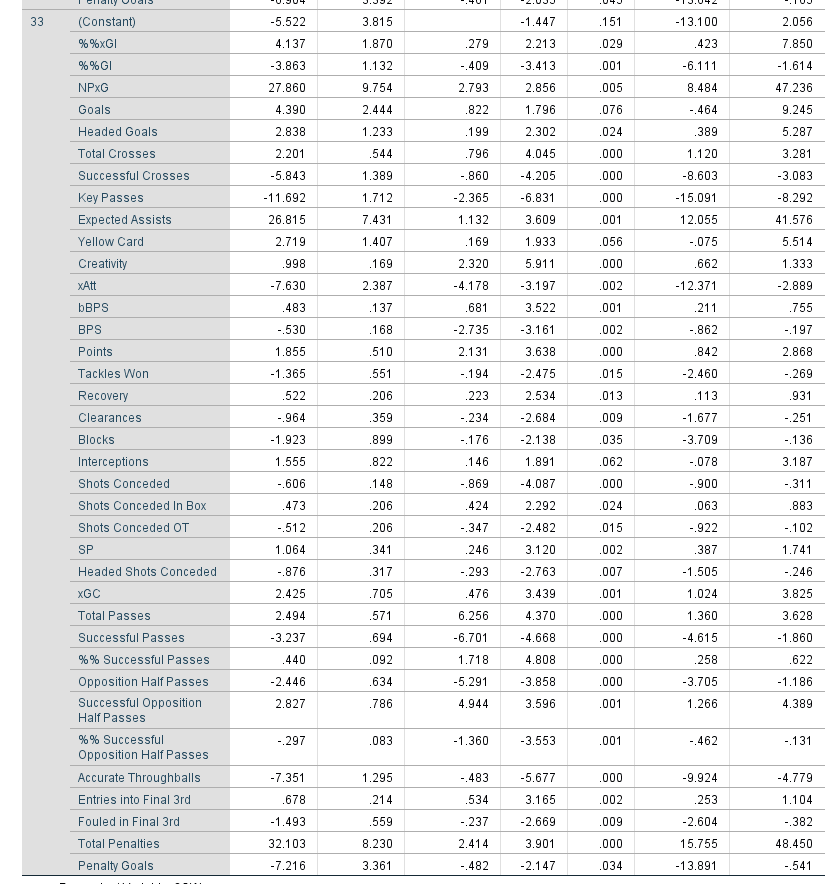 33 (Constant) -5.522 3.815 -1.447 .151 -13.100 2.056
%%xGI 4.137 1.870 .279 2.213 .029 .423 7.850
%%GI -3.863 1.132 -.409 -3.413 .001 -6.111 -1.614
NPxG 27.860 9.754 2.793 2.856 .005 8.484 47.236
Goals 4.390 2.444 .822 1.796 .076 -.464 9.245
Headed Goals 2.838 1.233 .199 2.302 .024 .389 5.287
Total Crosses 2.201 .544 .796 4.045 .000 1.120 3.281
Successful Crosses -5.843 1.389 -.860 -4.205 .000 -8.603 -3.083
Key Passes -11.692 1.712 -2.365 -6.831 .000 -15.091 -8.292
Expected Assists 26.815 7.431 1.132 3.609 .001 12.055 41.576
Yellow Card 2.719 1.407 .169 1.933 .056 -.075 5.514
Creativity .998 .169 2.320 5.911 .000 .662 1.333
xAtt -7.630 2.387 -4.178 -3.197 .002 -12.371 -2.889
bBPS .483 .137 .681 3.522 .001 .211 .755
BPS -.530 .168 -2.735 -3.161 .002 -.862 -.197
Points 1.855 .510 2.131 3.638 .000 .842 2.868
Tackles Won -1.365 .551 -.194 -2.475 .015 -2.460 -.269
Recovery .522 .206 .223 2.534 .013 .113 .931
Clearances -.964 .359 -.234 -2.684 .009 -1.677 -.251
Blocks -1.923 .899 -.176 -2.138 .035 -3.709 -.136
Interceptions 1.555 .822 .146 1.891 .062 -.078 3.187
Shots Conceded -.606 .148 -.869 -4.087 .000 -.900 -.311
Shots Conceded In Box .473 .206 .424 2.292 .024 .063 .883
Shots Conceded OT -.512 .206 -.347 -2.482 .015 -.922 -.102
SP 1.064 .341 .246 3.120 .002 .387 1.741
Headed Shots Conceded -.876 .317 -.293 -2.763 .007 -1.505 -.246
xGC 2.425 .705 .476 3.439 .001 1.024 3.825
Total Passes 2.494 .571 6.256 4.370 .000 1.360 3.628
Successful Passes -3.237 .694 -6.701 -4.668 .000 -4.615 -1.860
%% Successful Passes .440 .092 1.718 4.808 .000 .258 .622
Opposition Half Passes -2.446 .634 -5.291 -3.858 .000 -3.705 -1.186
Successful Opposition 2.827 .786 4.944 3.596 .001 1.266 4.389
Half Passes
%% Successful -.297 .083 -1.360 -3.553 .001 -.462 -.131
Opposition Half Passes
Accurate Throughballs -7.351 1.295 -.483 -5.677 .000 -9.924 -4.779
Entries into Final 3rd .678 .214 .534 3.165 .002 .253 1.104
Fouled in Final 3rd -1.493 .559 -.237 -2.669 .009 -2.604 -.382
Total Penalties 32.103 8.230 2.414 3.901 .000 15.755 48.450
Penalty Goals -7.216 3.361 -.482 -2.147 .034 -13.891 -.541